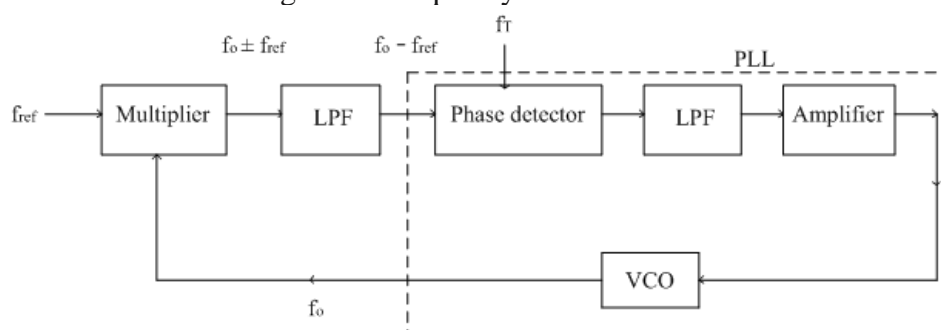 fT
fo ± fref
fo − fref
PLL
fref
Multiplier
LPF
Phase detector
LPF
Amplifier
VCO
fo